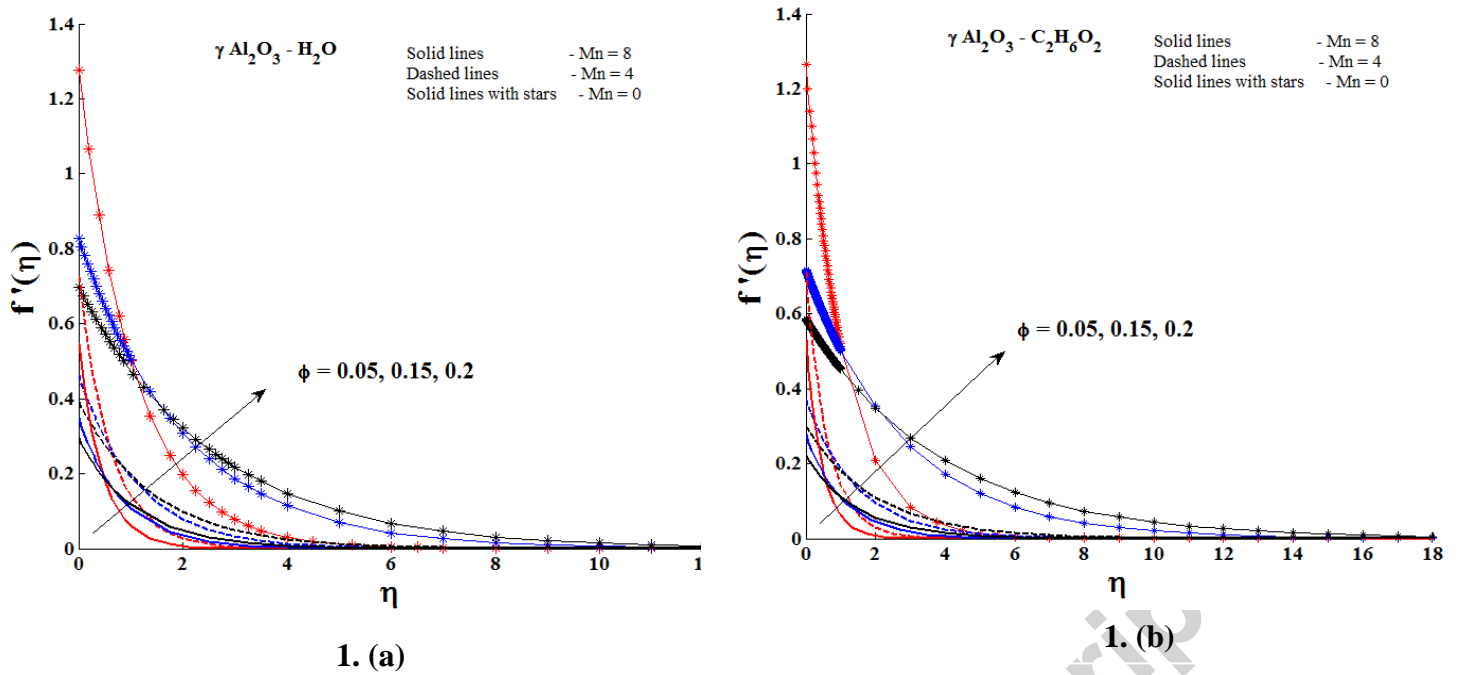 γ Al2O3 - H2O
Solid lines - Mn = 8
Dashed lines - Mn = 4
Solid lines with stars - Mn = 0
1.4
1.2
1
0.8
0.6
0.4
0.2
0
f '(η)
ϕ = 0.05, 0.15, 0.2
0 2 4 6 8 10 1
η
1. (a)
γ Al2O3 - C2H6O2
Solid lines - Mn = 8
Dashed lines - Mn = 4
Solid lines with stars - Mn = 0
1.4
1.2
1
0.8
0.6
0.4
0.2
0
f '(η)
ϕ = 0.05, 0.15, 0.2
0 2 4 6 8 10 12 14 16 18
η
1. (b)
rip